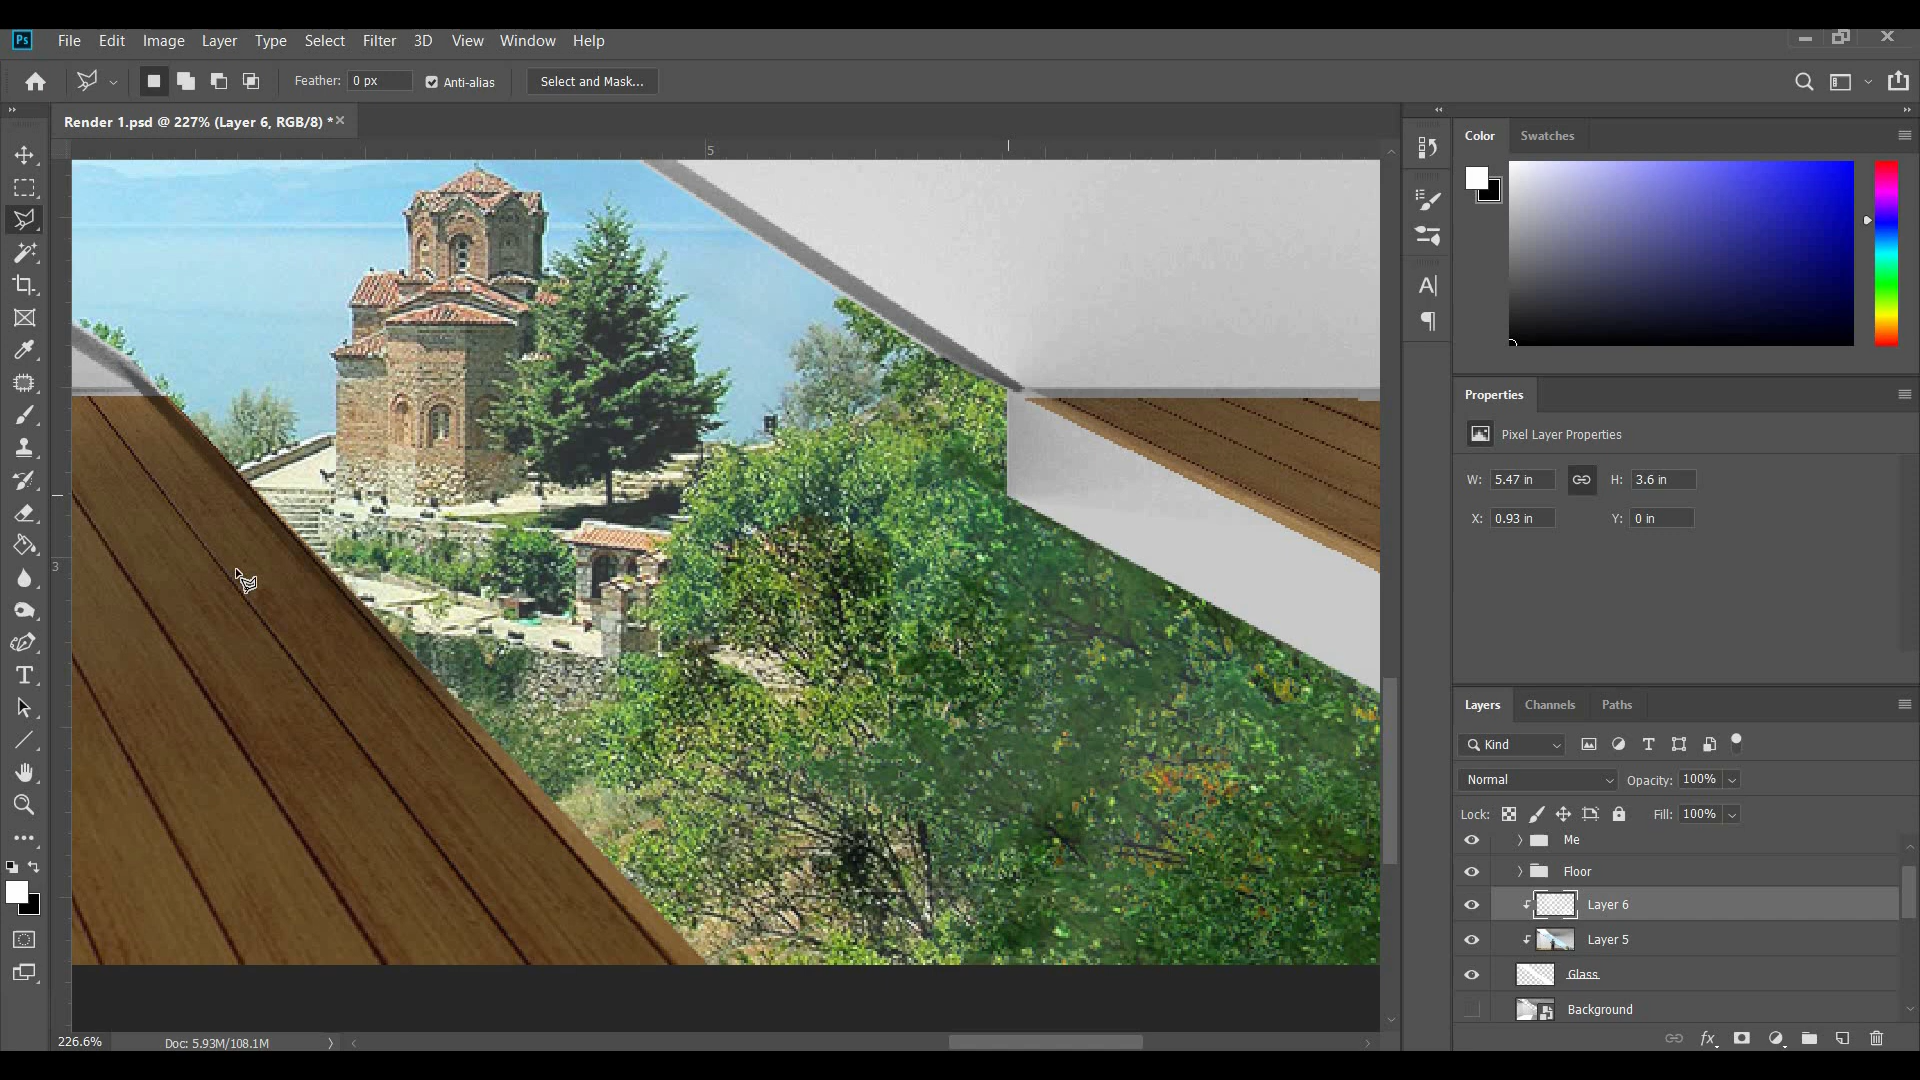 Ps File Edit Image Layer Type Select Filter 3D View Window Help
Feather: 0 px Anti-alias Select and Mask...
Render 1.psd @ 227% (Layer 6, RGB/8) *
5
3
226.6% Doc: 5.93M/108.1M
Color Swatches
Properties
Pixel Layer Properties
W: 5.47 in H: 3.6 in
X: 0.93 in Y: 0 in
Layers Channels Paths
Kind
Normal Opacity: 100%
Lock: Fill: 100%
Me
Floor
Layer 6
Layer 5
Glass
Background
fx